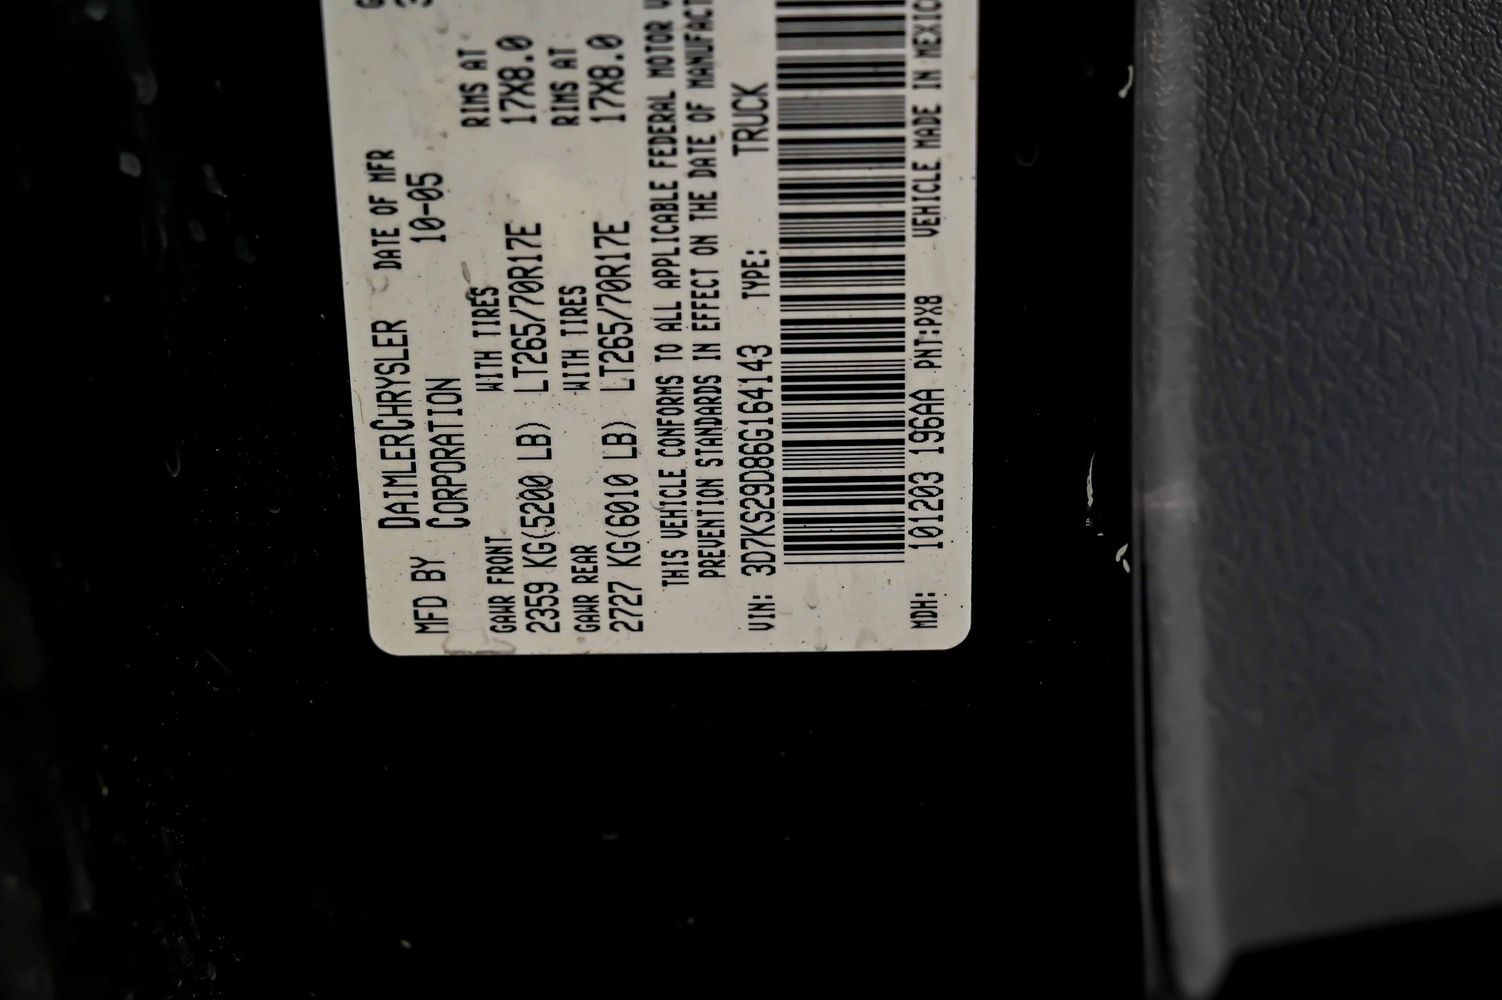 MFD BY DAIMLERCHRYSLER CORPORATION DATE OF MFR 10-05
GAWR FRONT WITH TIRES RIMS AT
2359 KG(5200 LB) LT265/70R17E 17X8.0
GAWR REAR WITH TIRES RIMS AT
2727 KG(6010 LB) LT265/70R17E 17X8.0
THIS VEHICLE CONFORMS TO ALL APPLICABLE FEDERAL MOTOR
PREVENTION STANDARDS IN EFFECT ON THE DATE OF
VIN: 3D7KS29D86G164143 TYPE: TRUCK
MDH: 101203 196AA PNT:PX8 VEHICLE MADE IN MEXICO